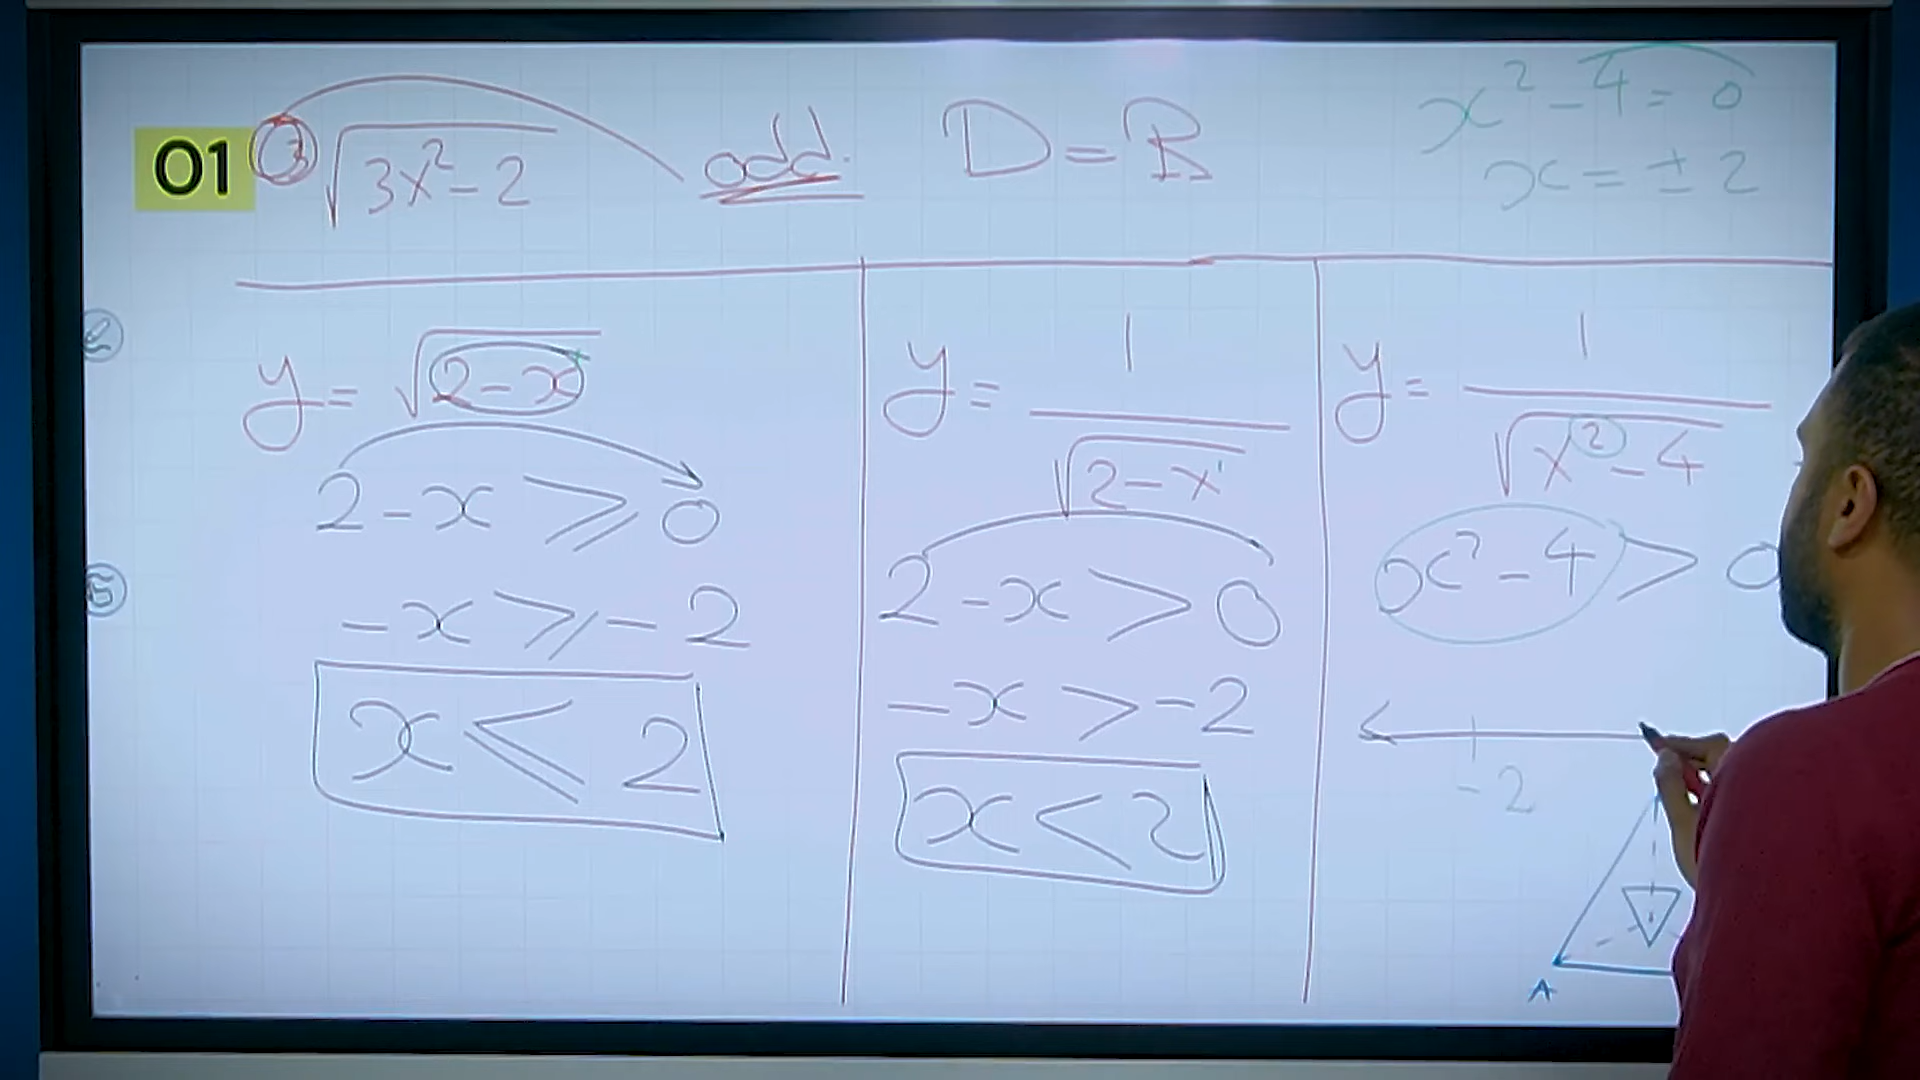 01 ∛(3x²-2) odd. D = ℝ
x² - 4 = 0
x = ± 2
y = √(2 - x)
2 - x ⩾ 0
-x ⩾ -2
x ⩽ 2
y = 1/√(2 - x)
2 - x > 0
-x > -2
x < 2
y = 1/√(x² - 4)
x² - 4 > 0
-2
A